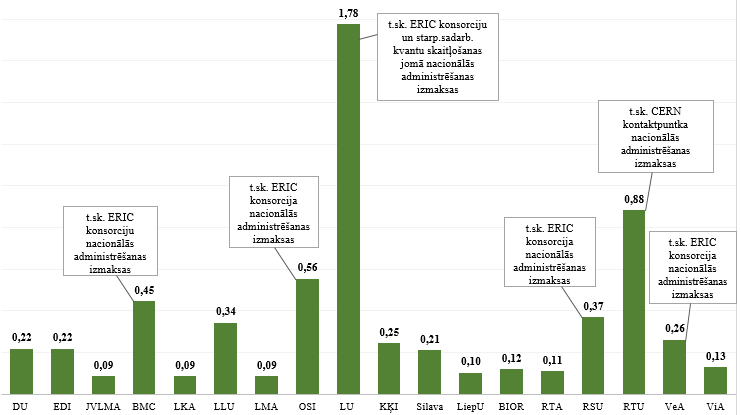 1,78
t.sk. ERIC konsorciju
un starp.sadarb.
kvantu skaitļošanas
jomā nacionālās
administrēšanas
izmaksas
t.sk. CERN
kontaktpuntka
nacionālās
administrēšanas
izmaksas
t.sk. ERIC
konsorcija
nacionālās
administrēšanas
izmaksas
t.sk. ERIC
konsorciju
nacionālās
administrēšanas
izmaksas
t.sk. ERIC
konsorcija
nacionālās
administrēšanas
izmaksas
t.sk. ERIC
konsorcija
nacionālās
administrēšanas
izmaksas
0,22
0,22
0,09
0,45
0,09
0,34
0,09
0,56
0,25
0,21
0,10
0,12
0,11
0,37
0,88
0,26
0,13
DU EDI JVLMA BMC LKA LLU LMA OSI LU KĶI Silava LiepU BIOR RTA RSU RTU VeA ViA